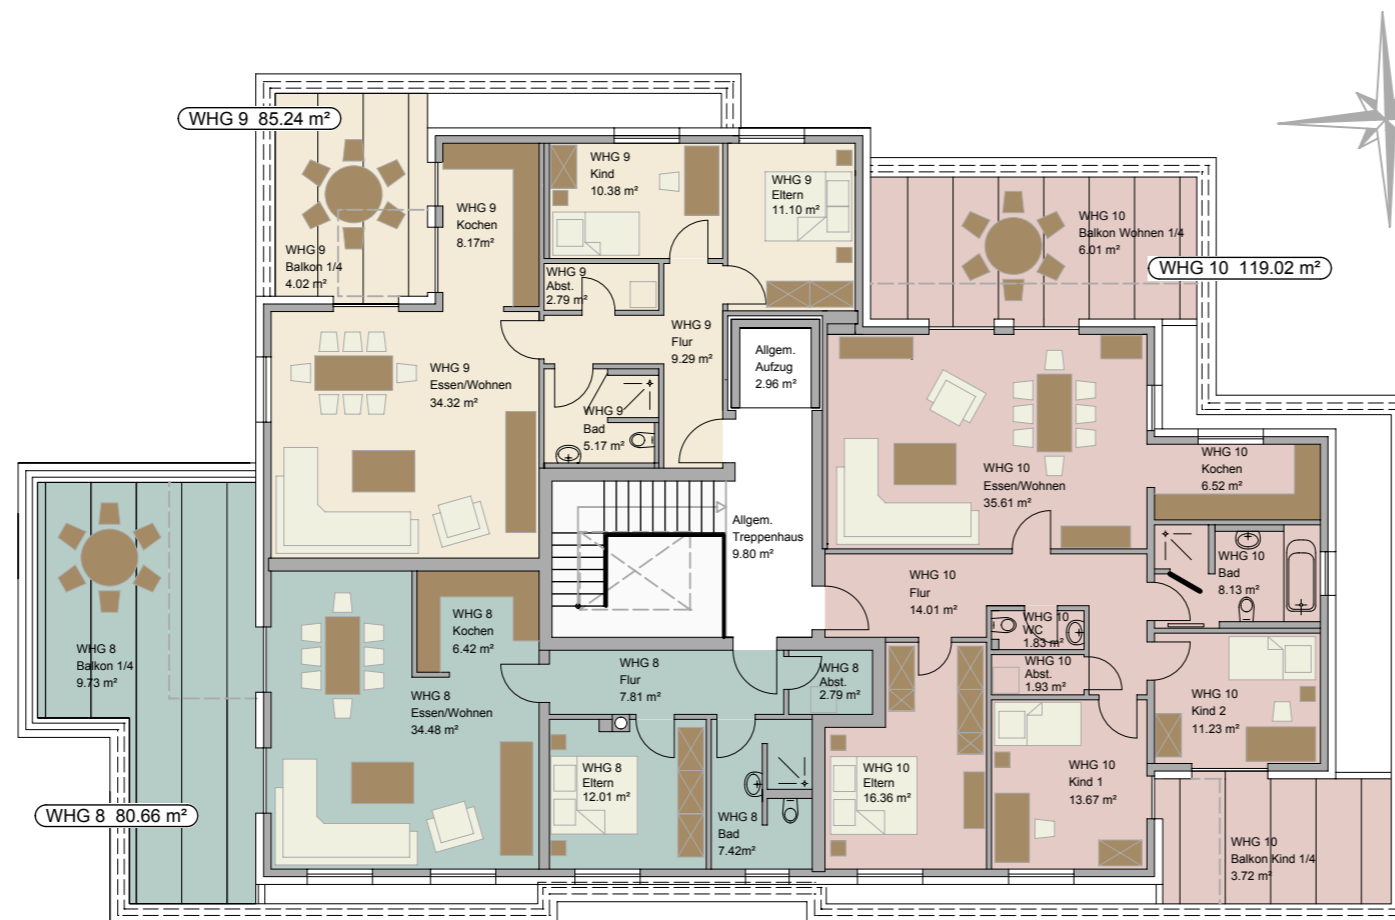 WHG 9  85.24 m²
WHG 9
Balkon 1/4
4.02 m²
WHG 9
Kochen
8.17m²
WHG 9
Kind
10.38 m²
WHG 9
Eltern
11.10 m²
WHG 9
Abst.
2.79 m²
WHG 9
Flur
9.29 m²
WHG 9
Essen/Wohnen
34.32 m²
WHG 9
Bad
5.17 m²
Allgem.
Aufzug
2.96 m²
Allgem.
Treppenhaus
9.80 m²
WHG 10
Balkon Wohnen 1/4
6.01 m²
WHG 10  119.02 m²
WHG 10
Essen/Wohnen
35.61 m²
WHG 10
Kochen
6.52 m²
WHG 10
Bad
8.13 m²
WHG 10
Flur
14.01 m²
WHG 10
WC
1.83 m²
WHG 10
Abst.
1.93 m²
WHG 10
Kind 2
11.23 m²
WHG 10
Kind 1
13.67 m²
WHG 10
Eltern
16.36 m²
WHG 10
Balkon Kind 1/4
3.72 m²
WHG 8
Balkon 1/4
9.73 m²
WHG 8  80.66 m²
WHG 8
Kochen
6.42 m²
WHG 8
Essen/Wohnen
34.48 m²
WHG 8
Flur
7.81 m²
WHG 8
Abst.
2.79 m²
WHG 8
Eltern
12.01 m²
WHG 8
Bad
7.42m²